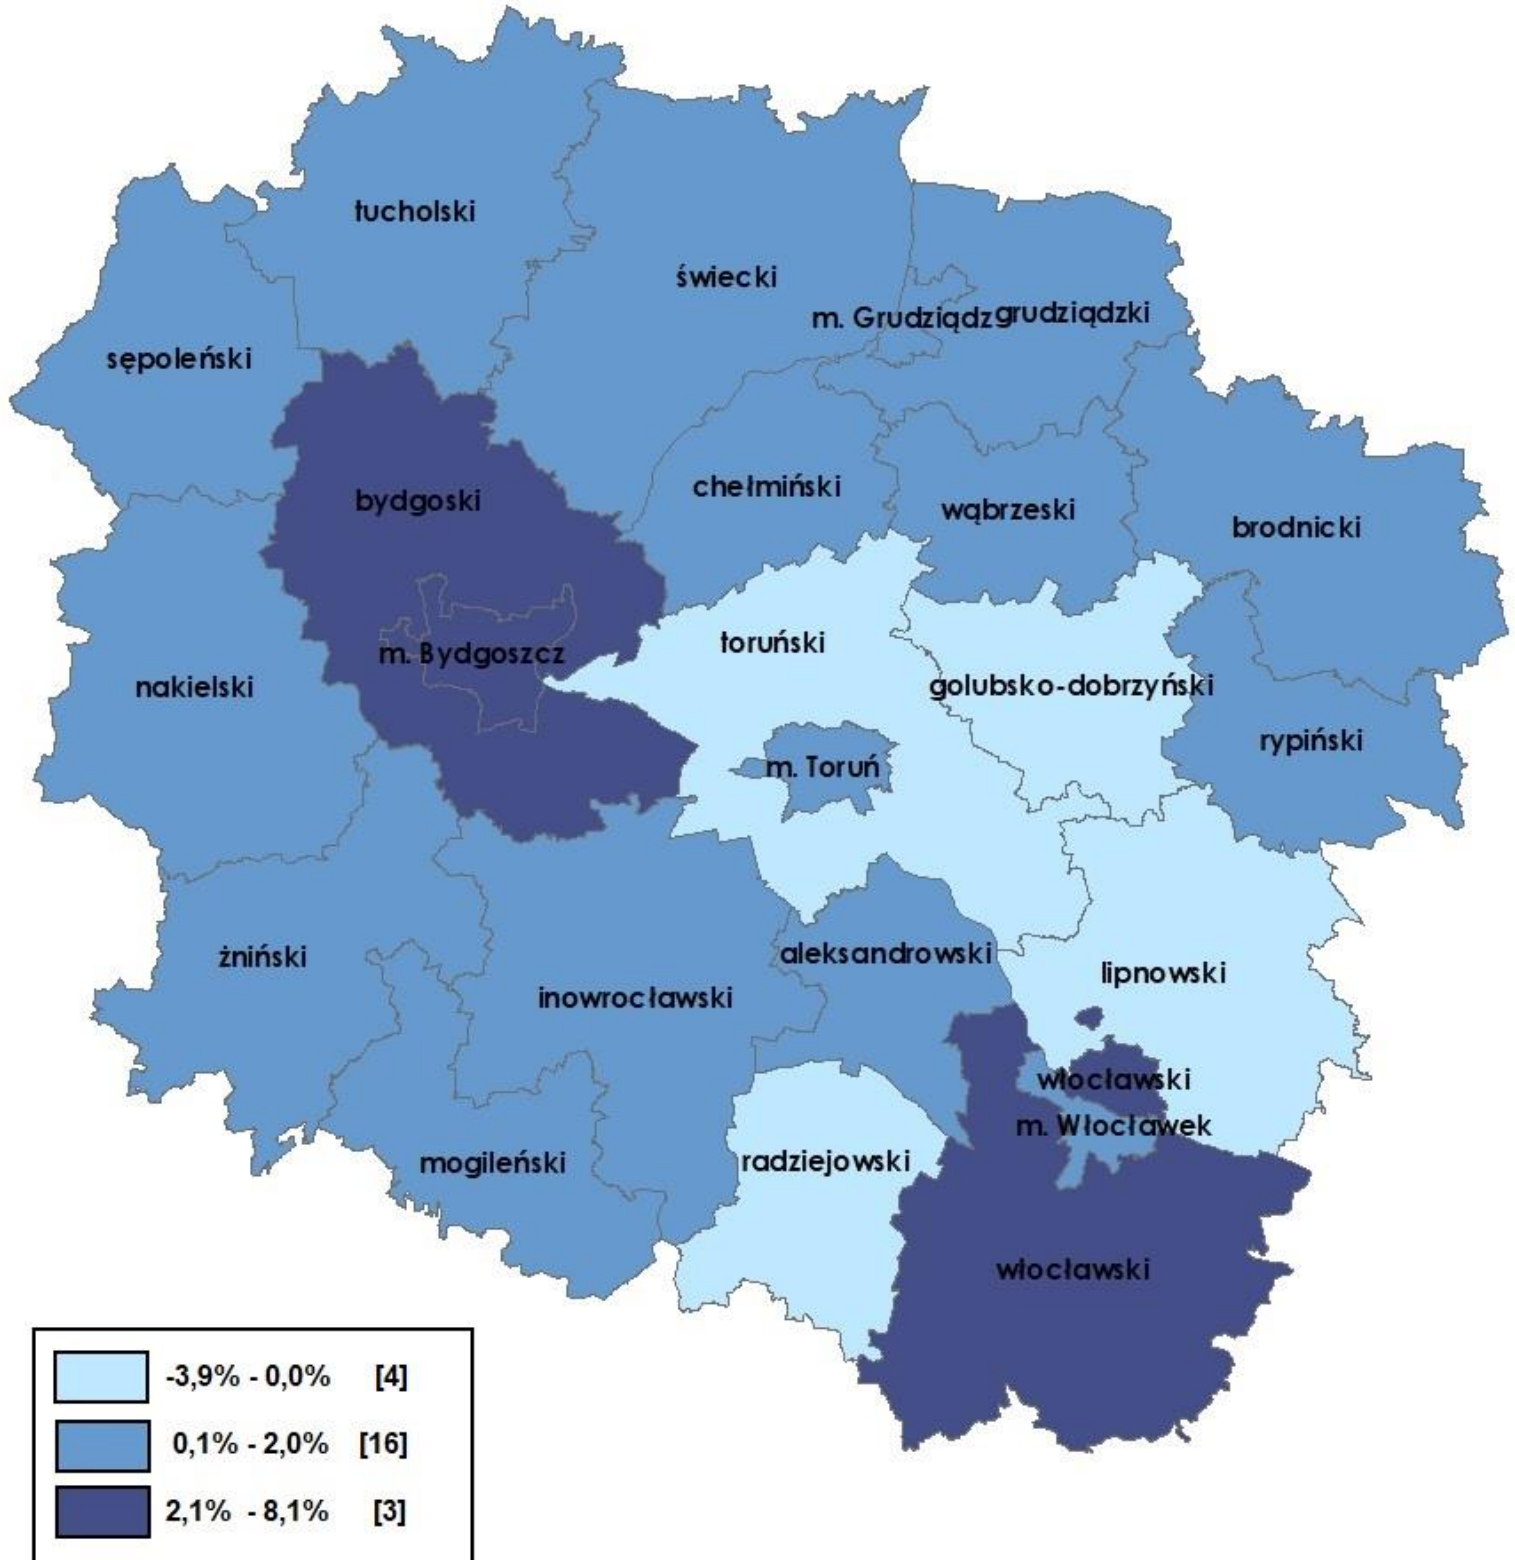 tucholski
świecki
m. Grudziądz
grudziądzki
sępoleński
bydgoski
chełmiński
wąbrzeski
brodnicki
m. Bydgoszcz
toruński
nakielski
golubsko-dobrzyński
rypiński
m. Toruń
żniński
aleksandrowski
lipnowski
inowrocławski
włocławski
m. Włocławek
mogileński
radziejowski
włocławski
-3,9% - 0,0% [4]
0,1% - 2,0% [16]
2,1% - 8,1% [3]